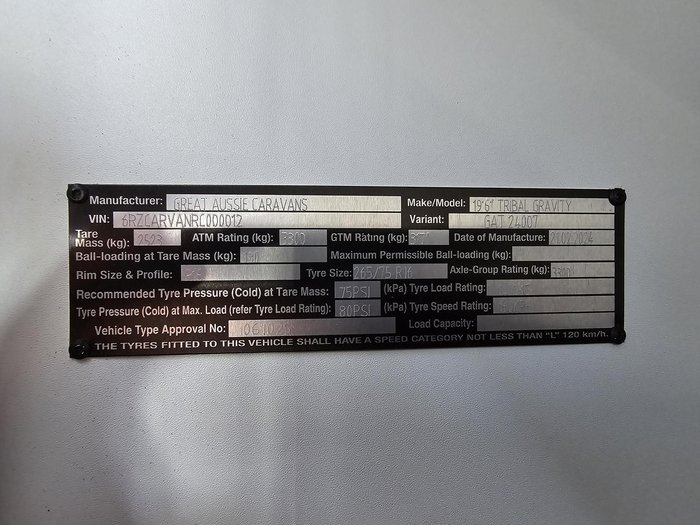 Manufacturer: GREAT AUSSIE CARAVANS Make/Model: 19'6" TRIBAL GRAVITY
VIN: 6RZCARVANRC000012 Variant: GAT 24007
Tare Mass (kg): 2523 ATM Rating (kg): 3300 GTM Rating (kg): Date of Manufacture: 21.02.2024
Ball-loading at Tare Mass (kg): Maximum Permissible Ball-loading (kg):
Rim Size & Profile: Tyre Size: 265/75 R16 Axle-Group Rating (kg):
Recommended Tyre Pressure (Cold) at Tare Mass: 75PSI (kPa) Tyre Load Rating:
Tyre Pressure (Cold) at Max. Load (refer Tyre Load Rating): 80PSI (kPa) Tyre Speed Rating:
Vehicle Type Approval No: Load Capacity:
THE TYRES FITTED TO THIS VEHICLE SHALL HAVE A SPEED CATEGORY NOT LESS THAN "L" 120 km/h.